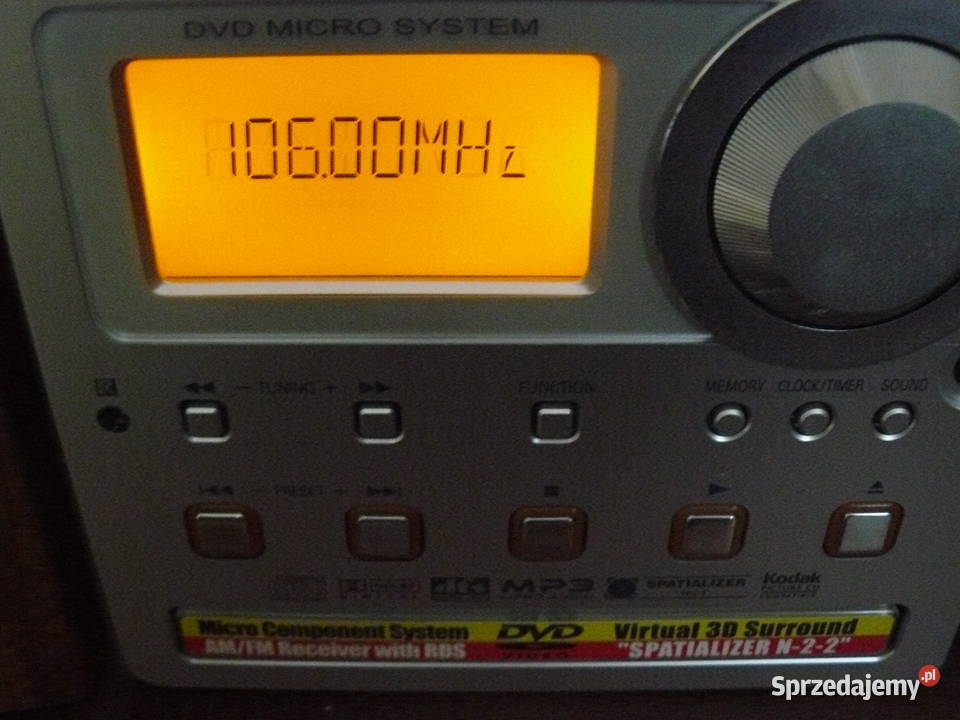 DVD MICRO SYSTEM
106.00MHz
− TUNING +
FUNCTION
MEMORY CLOCK/TIMER SOUND
− PRESET +
MP3
SPATIALIZER
Kodak
Micro Component System
AM/FM Receiver with RDS
DVD
VIDEO
Virtual 3D Surround
"SPATIALIZER N-2-2"
Sprzedajemy.pl